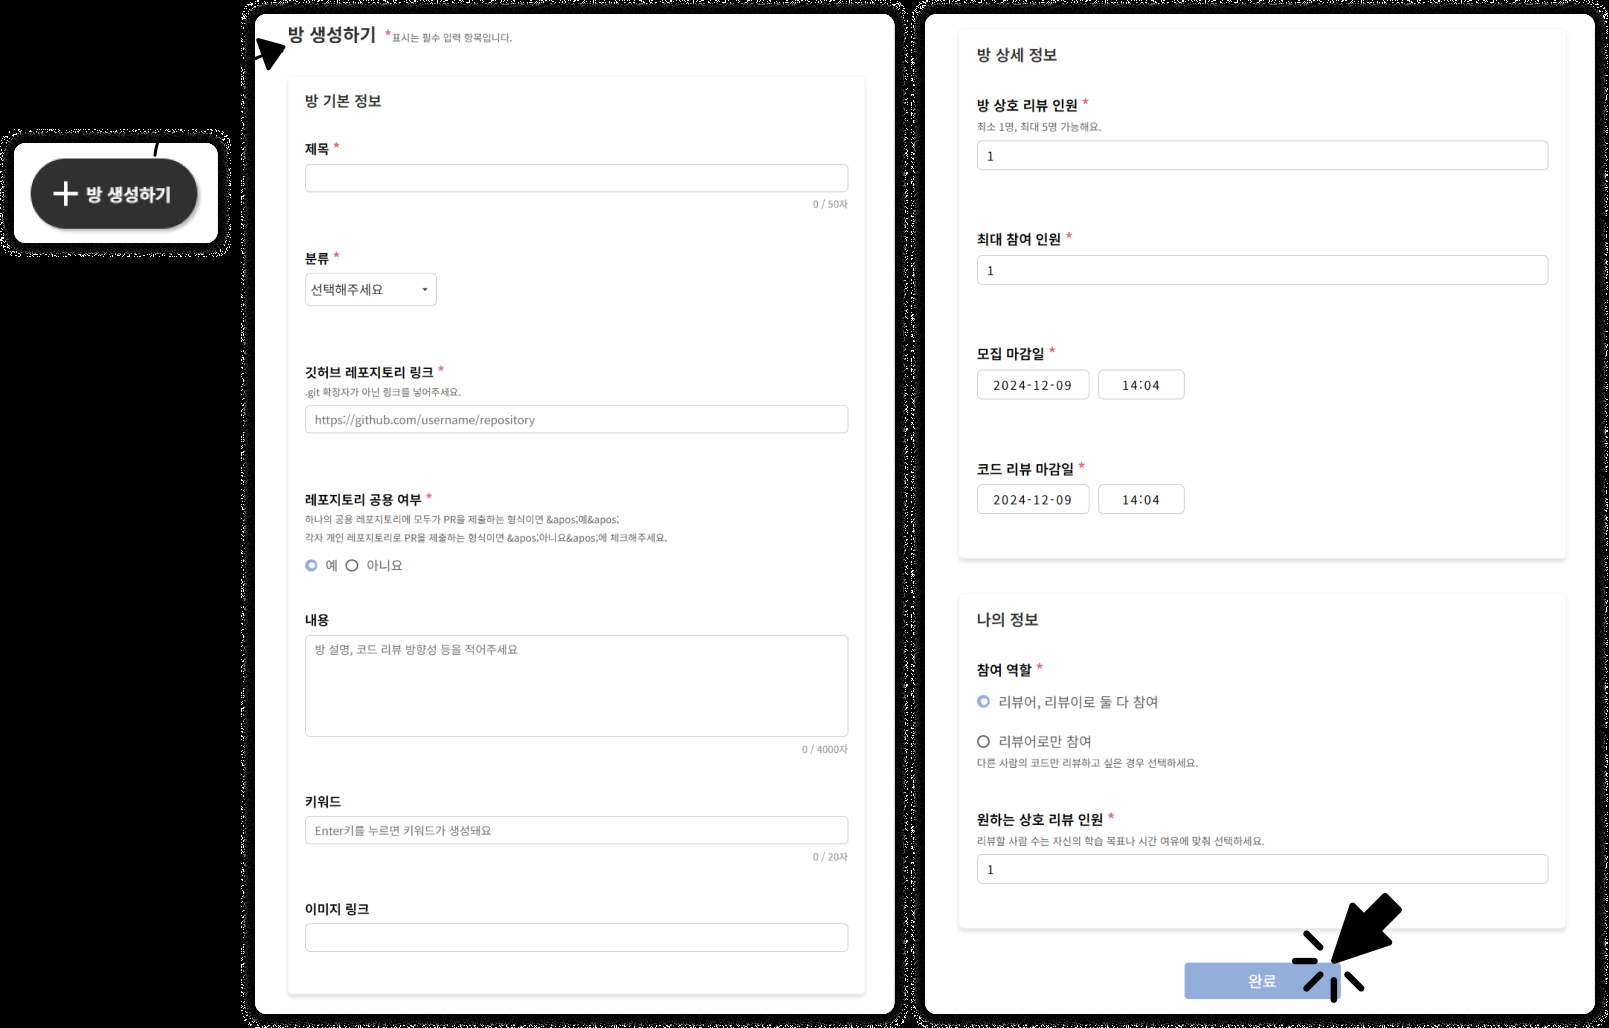 + 방 생성하기
방 생성하기 *표시는 필수 입력 항목입니다.
방 기본 정보
제목 *
0 / 50자
분류 *
선택해주세요
깃허브 레포지토리 링크 *
.git 확장자가 아닌 링크를 넣어주세요.
https://github.com/username/repository
레포지토리 공용 여부 *
하나의 공용 레포지토리에 모두가 PR을 제출하는 형식이면 &apos;예&apos;
각자 개인 레포지토리로 PR을 제출하는 형식이면 &apos;아니요&apos;에 체크해주세요.
예 아니요
내용
방 설명, 코드 리뷰 방향성 등을 적어주세요
0 / 4000자
키워드
Enter키를 누르면 키워드가 생성돼요
0 / 20자
이미지 링크
방 상세 정보
방 상호 리뷰 인원 *
최소 1명, 최대 5명 가능해요.
1
최대 참여 인원 *
1
모집 마감일 *
2024-12-09 14:04
코드 리뷰 마감일 *
2024-12-09 14:04
나의 정보
참여 역할 *
리뷰어, 리뷰이로 둘 다 참여
리뷰어로만 참여
다른 사람의 코드만 리뷰하고 싶은 경우 선택하세요.
원하는 상호 리뷰 인원 *
리뷰할 사람 수는 자신의 학습 목표나 시간 여유에 맞춰 선택하세요.
1
완료